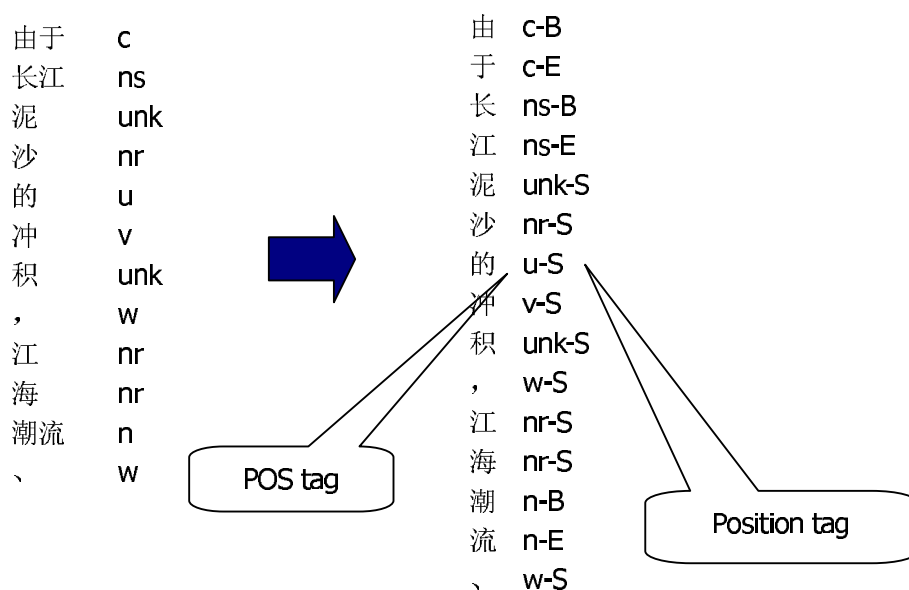 由于 c
长江 ns
泥 unk
沙 nr
的 u
冲 v
积 unk
， w
江 nr
海 nr
潮流 n
、 w
由 c-B
于 c-E
长 ns-B
江 ns-E
泥 unk-S
沙 nr-S
的 u-S
冲 v-S
积 unk-S
， w-S
江 nr-S
海 nr-S
潮 n-B
流 n-E
、 w-S
POS tag
Position tag